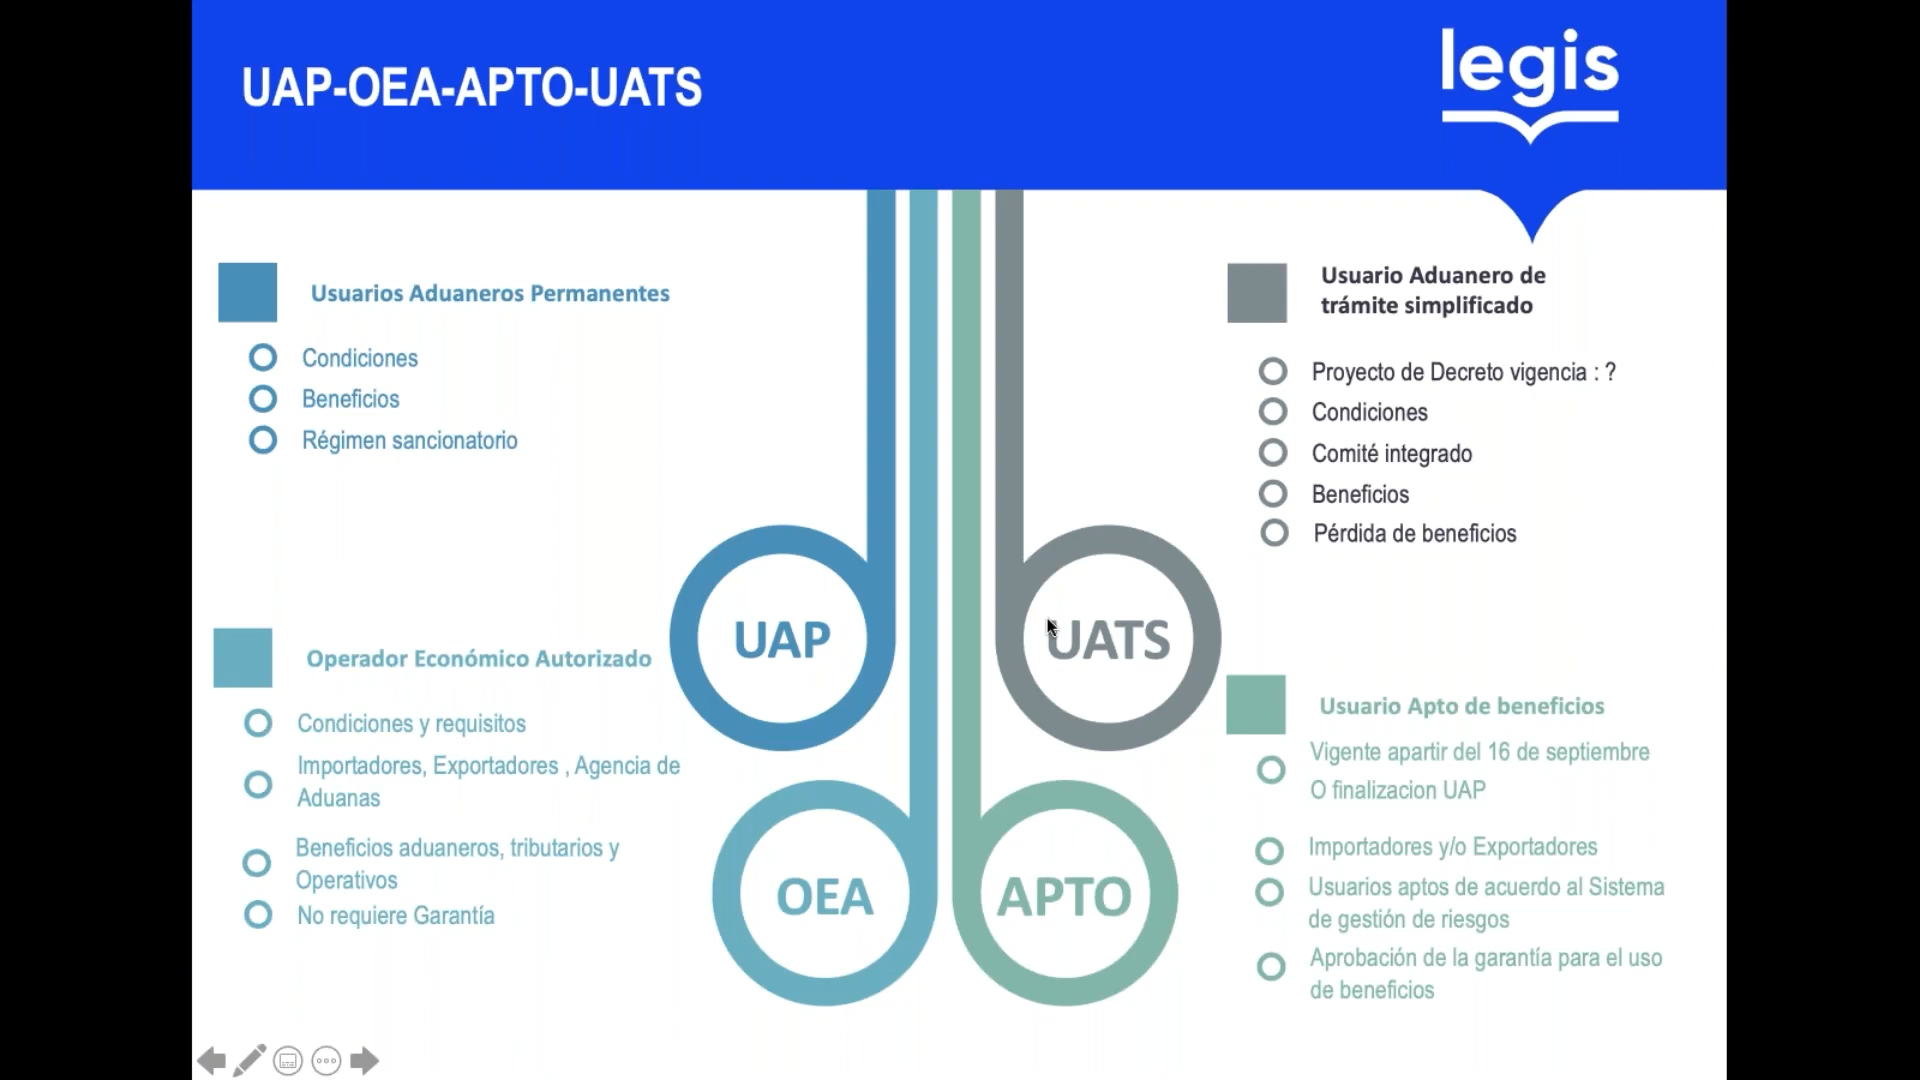 UAP-OEA-APTO-UATS
legis
Usuarios Aduaneros Permanentes
Condiciones
Beneficios
Régimen sancionatorio
Operador Económico Autorizado
Condiciones y requisitos
Importadores, Exportadores , Agencia de
Aduanas
Beneficios aduaneros, tributarios y
Operativos
No requiere Garantía
UAP
UATS
OEA
APTO
Usuario Aduanero de
trámite simplificado
Proyecto de Decreto vigencia : ?
Condiciones
Comité integrado
Beneficios
Pérdida de beneficios
Usuario Apto de beneficios
Vigente apartir del 16 de septiembre
O finalizacion UAP
Importadores y/o Exportadores
Usuarios aptos de acuerdo al Sistema
de gestión de riesgos
Aprobación de la garantía para el uso
de beneficios